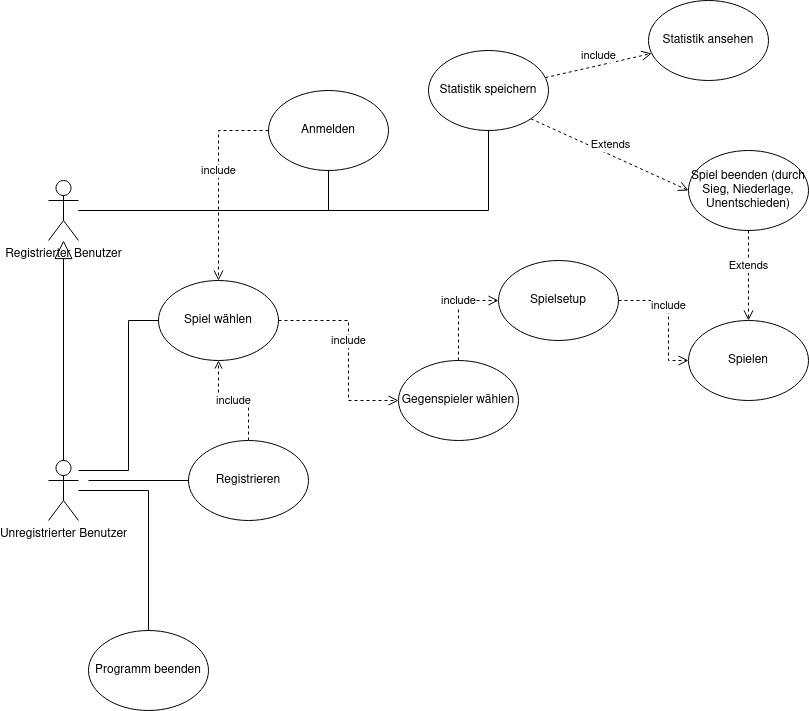 Statistik ansehen
include
Statistik speichern
Anmelden
Extends
include
Spiel beenden (durch
Sieg, Niederlage,
Unentschieden)
Registrierter Benutzer
Extends
include
Spielsetup
include
Spiel wählen
include
Spielen
include
Gegenspieler wählen
Registrieren
Unregistrierter Benutzer
Programm beenden